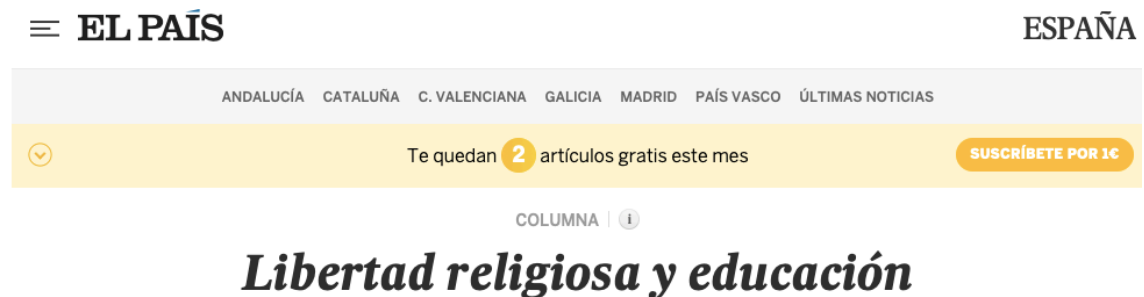 EL PAÍS
ESPAÑA
ANDALUCÍA CATALUÑA C. VALENCIANA GALICIA MADRID PAÍS VASCO ÚLTIMAS NOTICIAS
Te quedan 2 artículos gratis este mes
SUSCRÍBETE POR 1€
COLUMNA | i
Libertad religiosa y educación